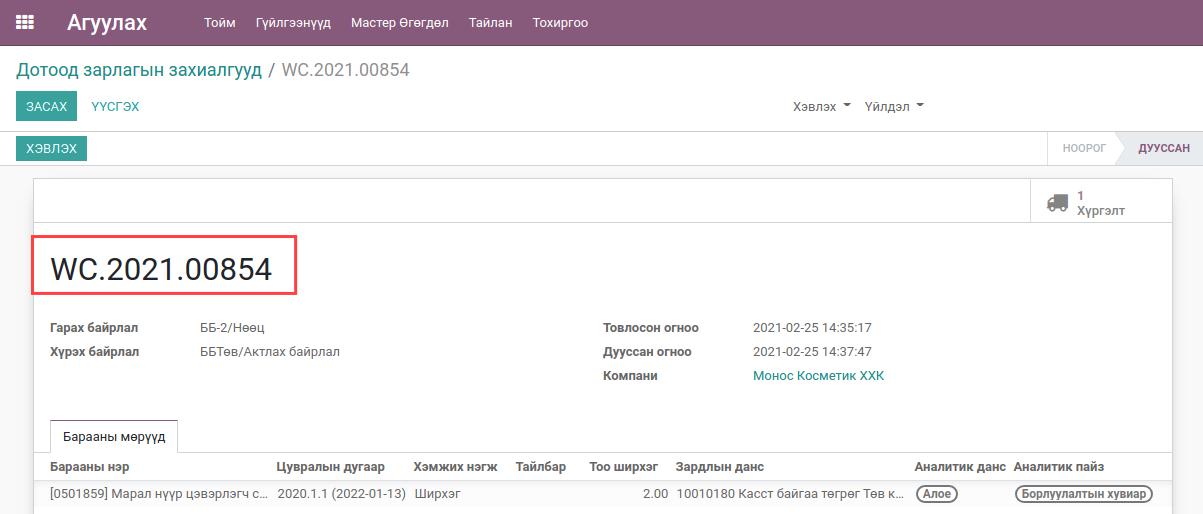 Агуулах Тойм Гүйлгээнүүд Мастер Өгөгдөл Тайлан Тохиргоо
Дотоод зарлагын захиалгууд / WC.2021.00854
ЗАСАХ ҮҮСГЭХ Хэвлэх Үйлдэл
ХЭВЛЭХ НООРОГ ДУУССАН
1
Хүргэлт
WC.2021.00854
Гарах байрлал ББ-2/Нөөц Товлосон огноо 2021-02-25 14:35:17
Хүрэх байрлал ББТөв/Актлах байрлал Дууссан огноо 2021-02-25 14:37:47
Компани Монос Косметик ХХК
Барааны мөрүүд
Барааны нэр Цувралын дугаар Хэмжих нэгж Тайлбар Тоо ширхэг Зардлын данс Аналитик данс Аналитик пайз
[0501859] Марал нүүр цэвэрлэгч с... 2020.1.1 (2022-01-13) Ширхэг 2.00 10010180 Касст байгаа төгрөг Төв к... Алое Борлуулалтын хувиар